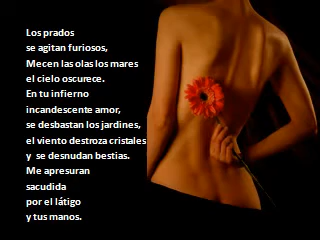 Los prados
se agitan furiosos,
Mecen las olas los mares
el cielo oscurece.
En tu infierno
incandescente amor,
se desbastan los jardines,
el viento destroza cristales
y se desnudan bestias.
Me apresuran
sacudida
por el látigo
y tus manos.